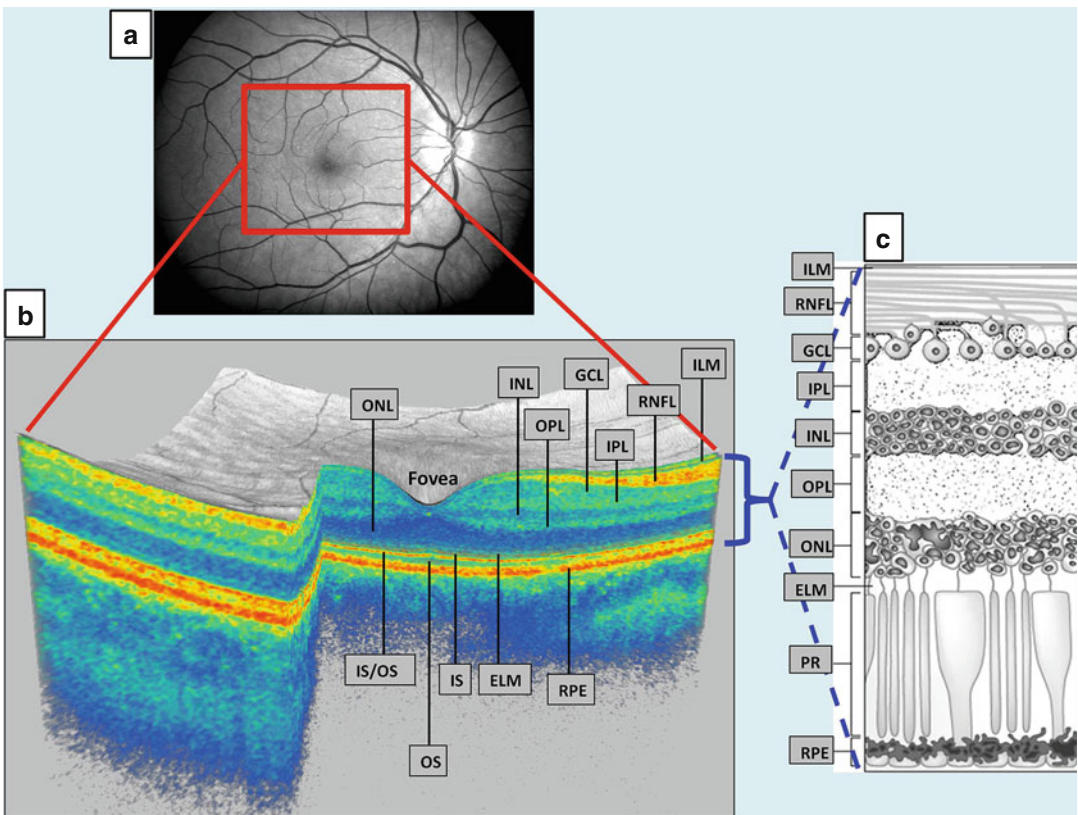 a
b
ONL
INL
OPL
GCL
IPL
RNFL
ILM
Fovea
IS/OS
OS
IS
ELM
RPE
c
ILM
RNFL
GCL
IPL
INL
OPL
ONL
ELM
PR
RPE